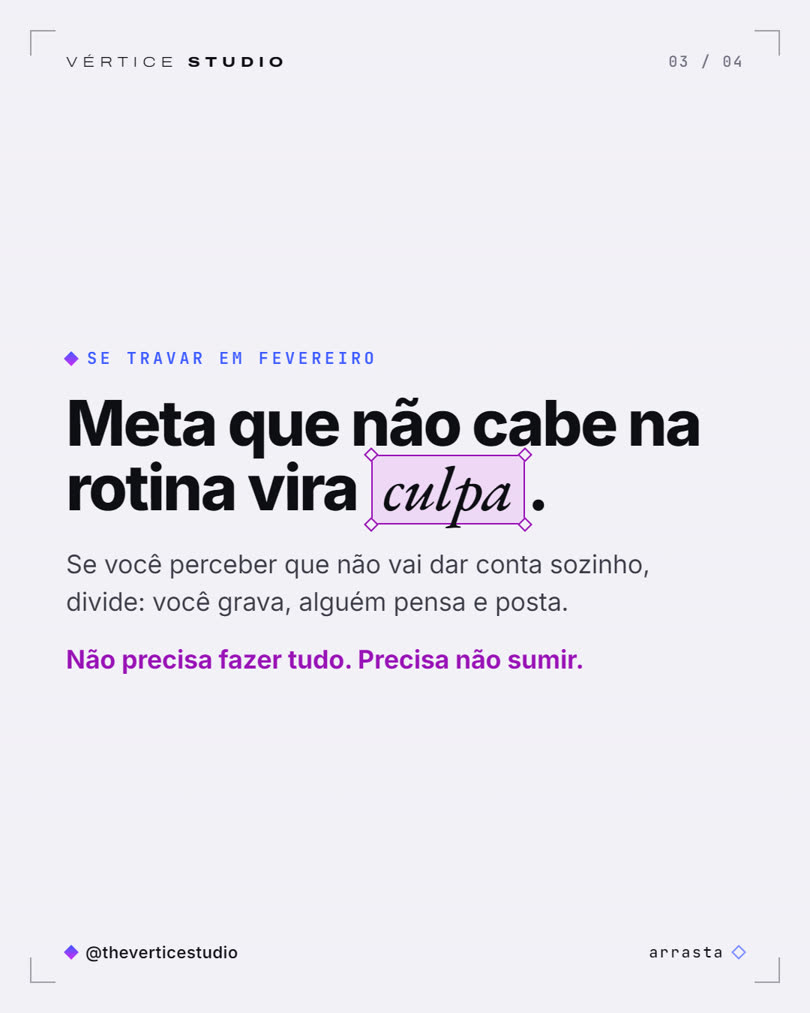 VÉRTICE STUDIO
03 / 04
SE TRAVAR EM FEVEREIRO
Meta que não cabe na
rotina vira culpa.
Se você perceber que não vai dar conta sozinho,
divide: você grava, alguém pensa e posta.
Não precisa fazer tudo. Precisa não sumir.
@theverticestudio
arrasta